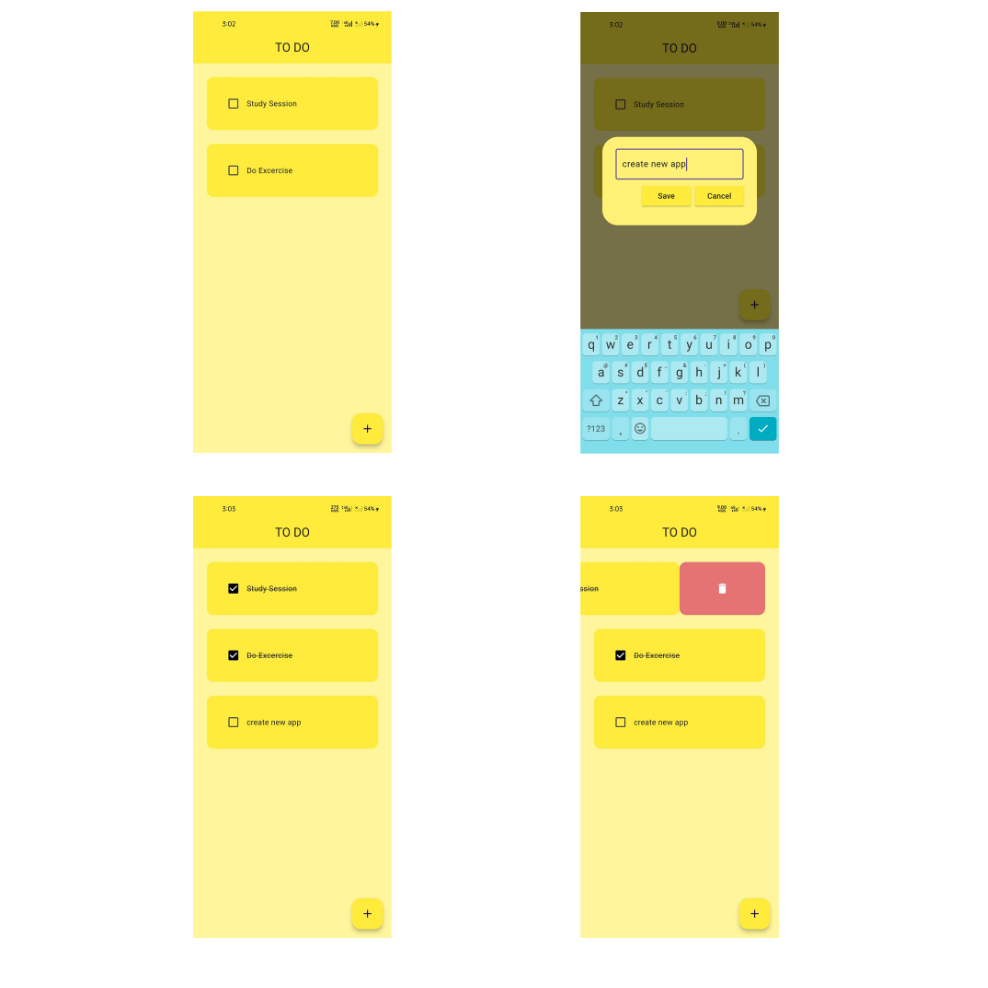 3:02
54%
TO DO
Study Session
Do Excercise
+
3:02
54%
TO DO
Study Session
create new app
Save Cancel
+
q w e r t y u i o p
a s d f g h j k l
z x c v b n m
?123 , .
3:03
54%
TO DO
Study Session
Do Excercise
create new app
+
3:03
54%
TO DO
ssion
Do Excercise
create new app
+